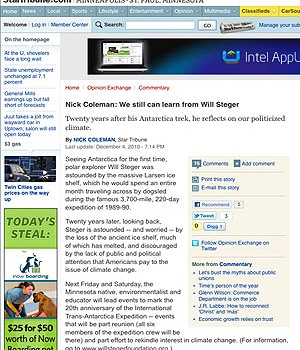 StarTribune.com MINNEAPOLIS - ST. PAUL, MINNESOTA
News Local Sports Business Politics Opinion Lifestyle Entertainment Obituaries Multimedia Classifieds
Welcome Login | Member Center
Search:
GO
On the homepage
At the U, shovelers face a long wait
State unemployment unchanged at 7.1 percent
General Mills earnings up but fall short of forecast
Just takes a jolt from wayward car in Uptown; salon will still open today
$3 gas
Twin Cities gas prices on the way up
TODAY'S
STEAL:
now boarding
$25 for $50
worth of Now
Intel AppU
Home | Opinion Exchange | Commentary
Nick Coleman: We still can learn from Will Steger
Twenty years after his Antarctica trek, he reflects on our politicized
climate.
By NICK COLEMAN, Star Tribune
Last update: December 4, 2010 - 7:14 PM
Seeing Antarctica for the first time,
polar explorer Will Steger was
astounded by the massive Larsen ice
shelf, which he would spend an entire
month traveling across by dogsled
during the famous 3,700-mile, 220-day
expedition of 1989-90.
Twenty years later, looking back,
Steger is astounded -- and worried -- by
the loss of the ancient ice shelf, much
of which has melted, and discouraged
by the lack of public and political
attention that Americans pay to the
issue of climate change.
Next Friday and Saturday, the
Minnesota native, environmentalist and
educator will lead events to mark the
20th anniversary of the International
Trans-Antarctica Expedition -- events
that will be part reunion (all six
members of the expedition crew will be
there) and part effort to rekindle interest in climate change. (For information,
go to www.willstegerfoundation.org.)
Comments + Add comment
Print this story
E-mail this story
Recommend 5
Tweet 3
0 Digg
Follow Opinion Exchange on
Twitter
More from Commentary
Let's bust the myths about public
unions
Time's person of the year
Glenn Wilson: Commerce
Department is on the job
J.R. Labbe: How to reconnect
'Christ' and 'mas'
Economic growth relies on trust